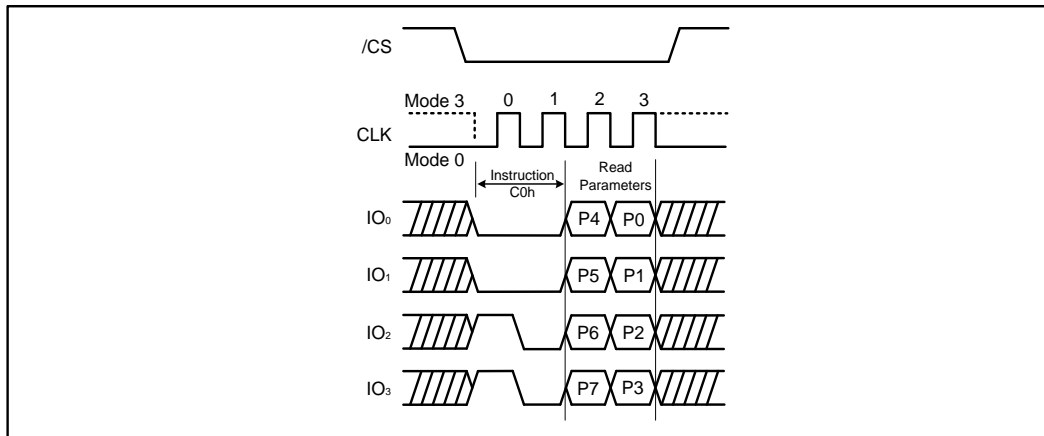 /CS
Mode 3 0 1 2 3
CLK
Mode 0
Instruction
C0h
Read
Parameters
IO₀ P4 P0
IO₁ P5 P1
IO₂ P6 P2
IO₃ P7 P3